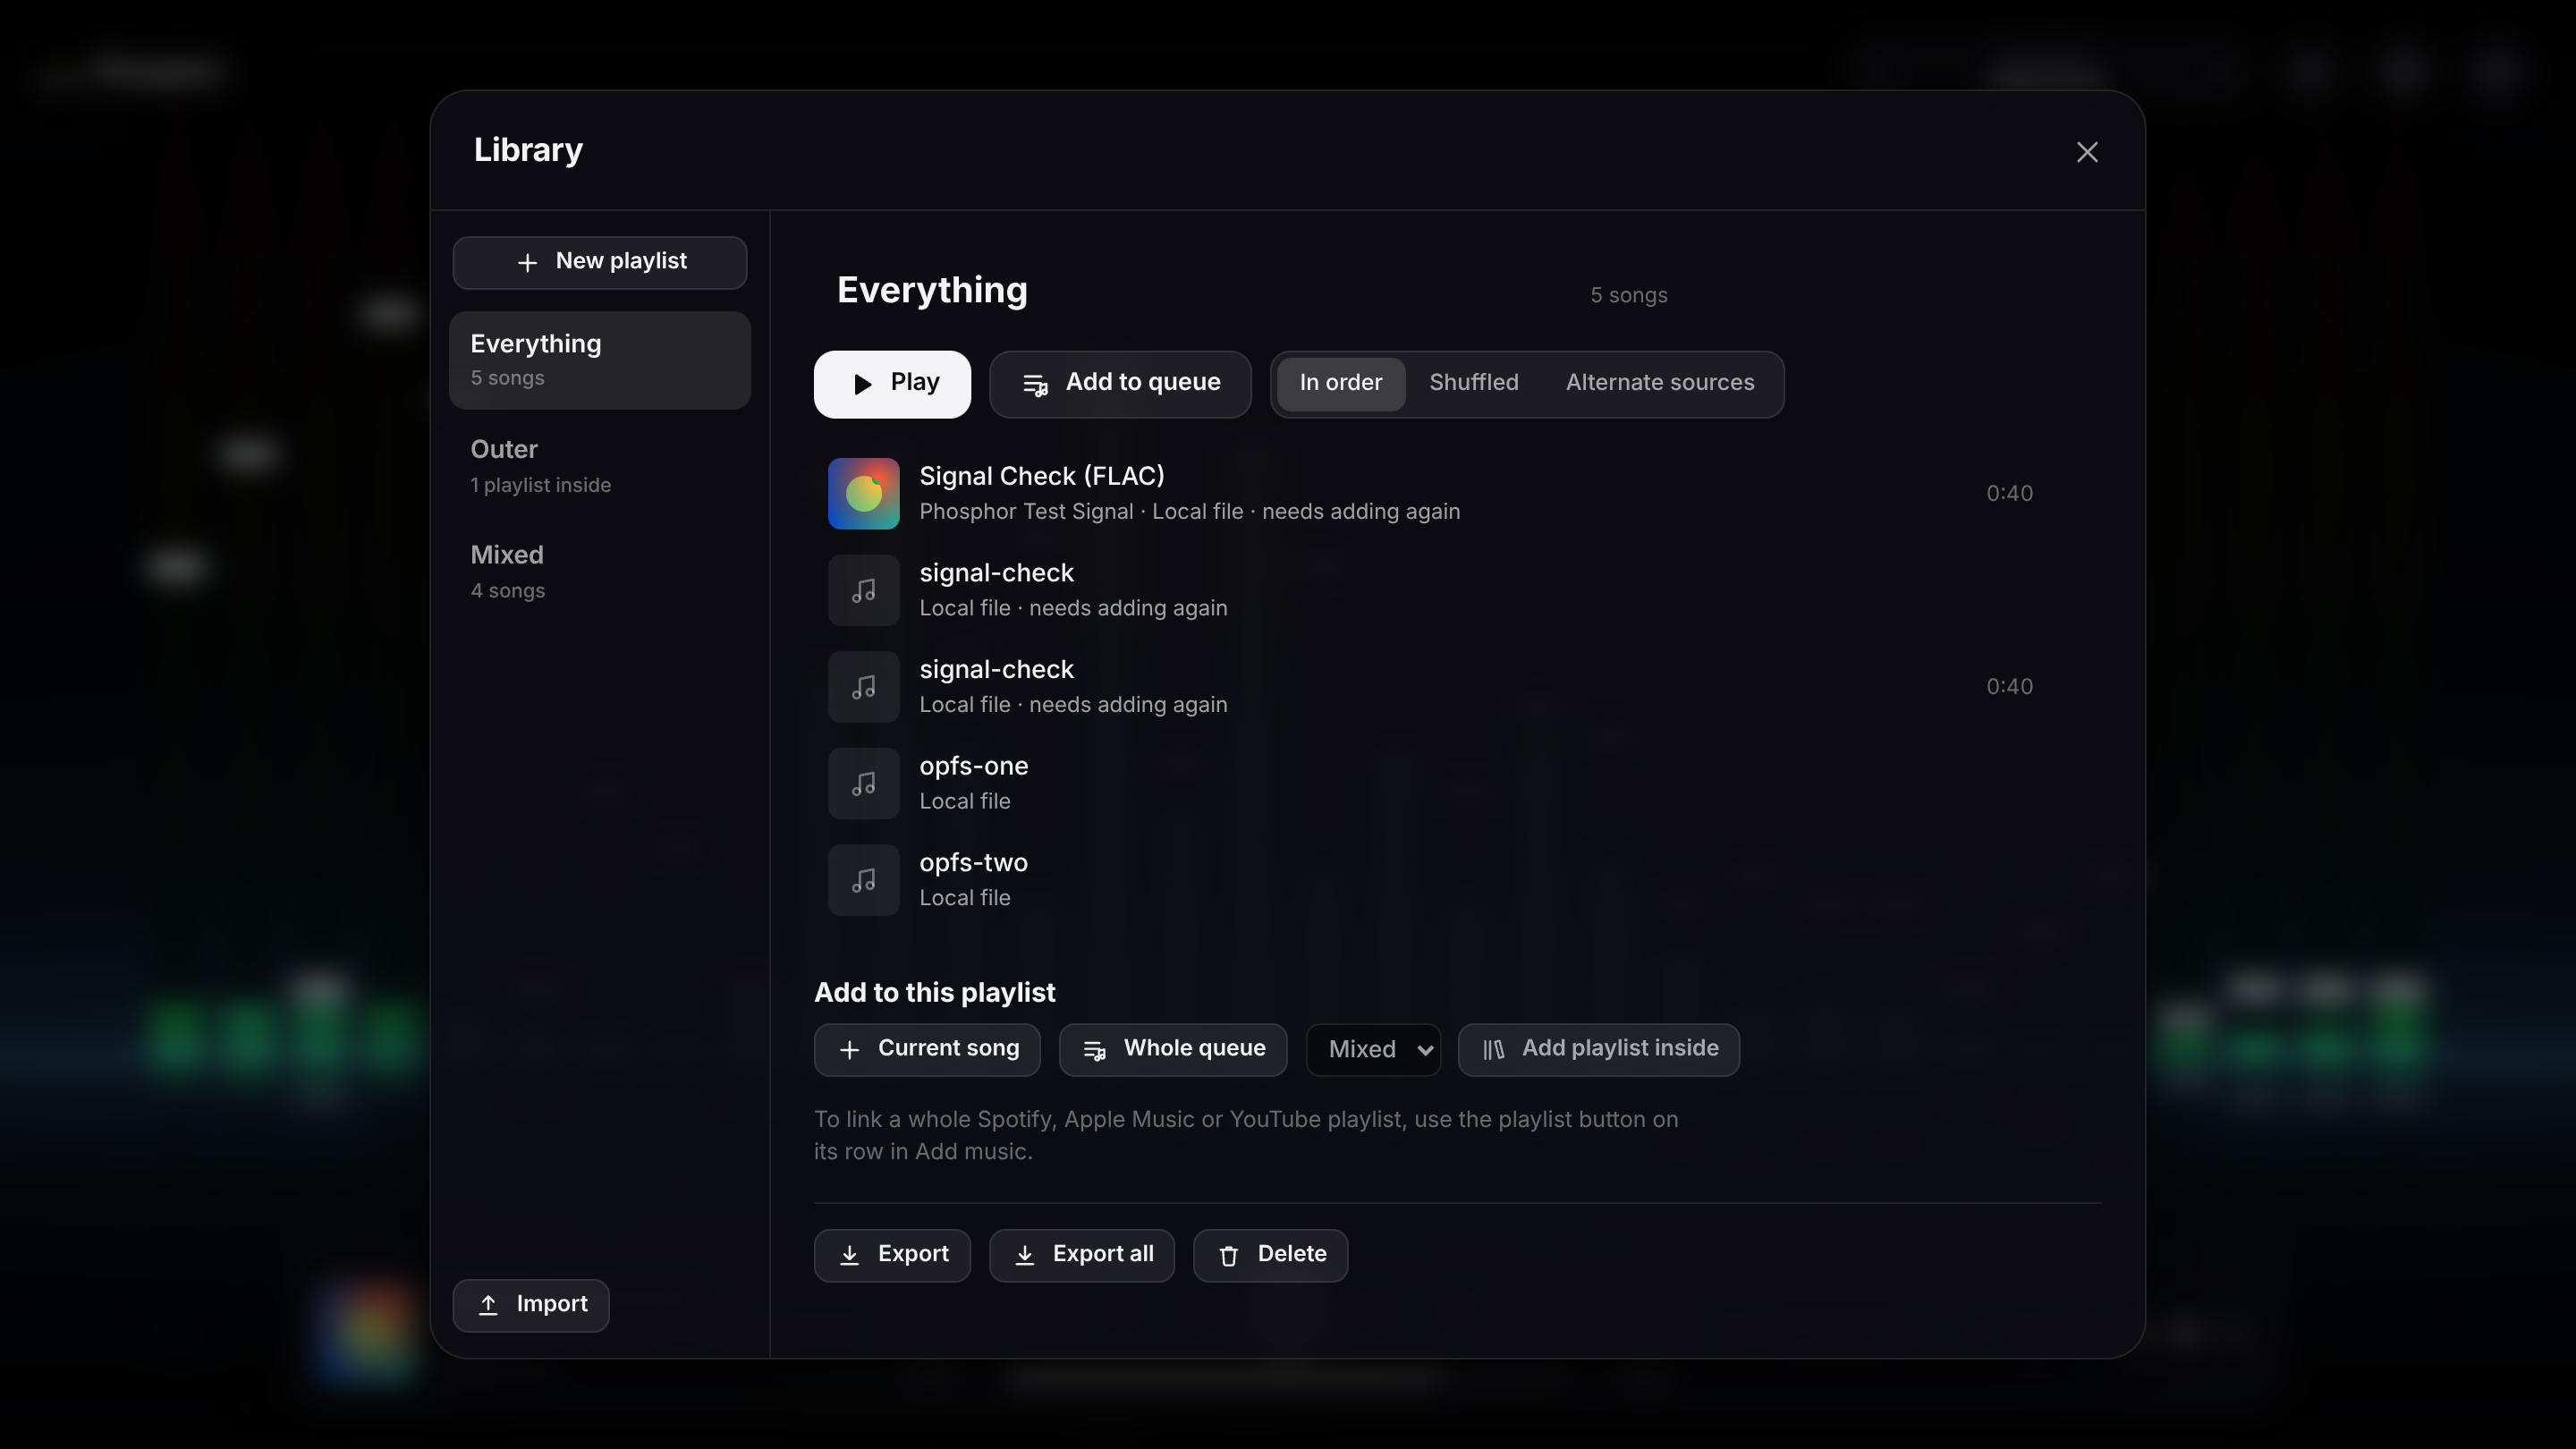 Library
New playlist
Everything
5 songs
Outer
1 playlist inside
Mixed
4 songs
Import
Everything
5 songs
Play
Add to queue
In order
Shuffled
Alternate sources
Signal Check (FLAC)
Phosphor Test Signal · Local file · needs adding again
0:40
signal-check
Local file · needs adding again
signal-check
Local file · needs adding again
0:40
opfs-one
Local file
opfs-two
Local file
Add to this playlist
Current song
Whole queue
Mixed
Add playlist inside
To link a whole Spotify, Apple Music or YouTube playlist, use the playlist button on
its row in Add music.
Export
Export all
Delete